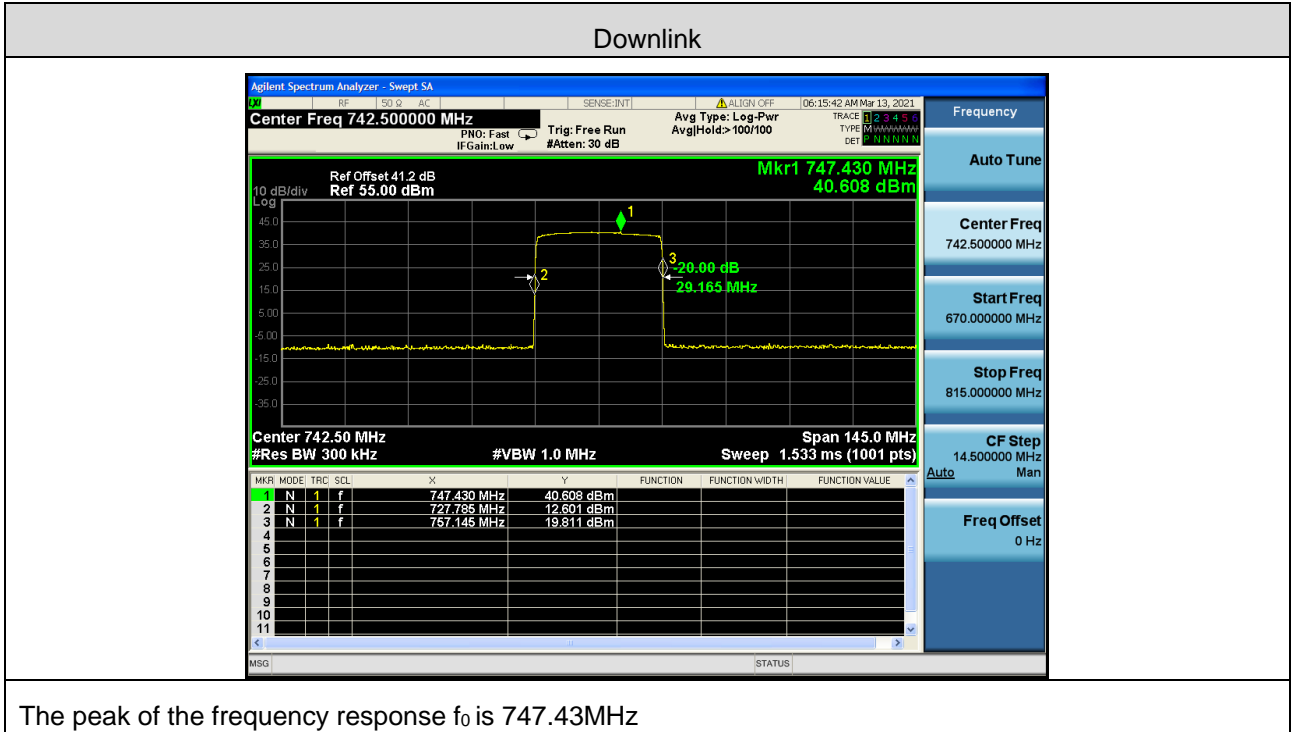 Downlink
Agilent Spectrum Analyzer - Swept SA
LXI RF 50 Ω AC SENSE:INT ALIGN OFF 06:15:42 AM Mar 13, 2021
Center Freq 742.500000 MHz Avg Type: Log-Pwr TRACE 1 2 3 4 5 6
PNO: Fast Trig: Free Run Avg|Hold:>100/100 TYPE M
IFGain:Low #Atten: 30 dB DET P N N N N N
Frequency
Auto Tune
Center Freq
742.500000 MHz
Start Freq
670.000000 MHz
Stop Freq
815.000000 MHz
CF Step
14.500000 MHz
Auto Man
Freq Offset
0 Hz
Mkr1 747.430 MHz
40.608 dBm
Ref Offset 41.2 dB
10 dB/div Ref 55.00 dBm
Log
45.0
35.0
25.0
15.0
5.00
-5.00
-15.0
-25.0
-35.0
1
2
3
-20.00 dB
29.165 MHz
Center 742.50 MHz Span 145.0 MHz
#Res BW 300 kHz #VBW 1.0 MHz Sweep 1.533 ms (1001 pts)
MKR MODE TRC SCL X Y FUNCTION FUNCTION WIDTH FUNCTION VALUE
1 N 1 f 747.430 MHz 40.608 dBm
2 N 1 f 727.785 MHz 12.601 dBm
3 N 1 f 757.145 MHz 19.811 dBm
4
5
6
7
8
9
10
11
MSG STATUS
The peak of the frequency response f₀ is 747.43MHz